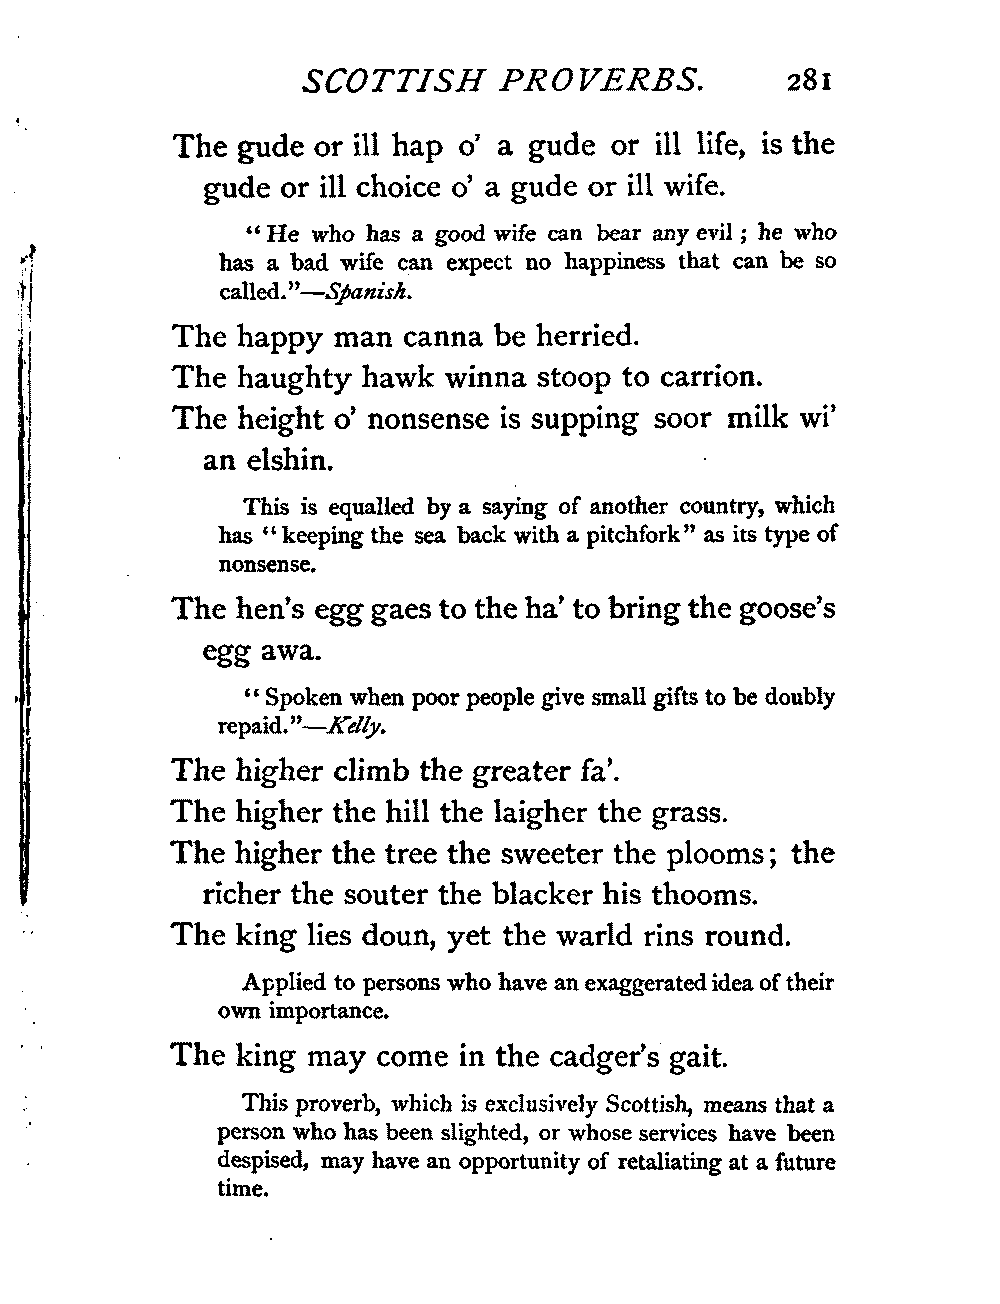 SCOTTISH PROVERBS. 281
The gude or ill hap o' a gude or ill life, is the
gude or ill choice o' a gude or ill wife.
"He who has a good wife can bear any evil; he who
has a bad wife can expect no happiness that can be so
called."—Spanish.
The happy man canna be herried.
The haughty hawk winna stoop to carrion.
The height o' nonsense is supping soor milk wi'
an elshin.
This is equalled by a saying of another country, which
has "keeping the sea back with a pitchfork" as its type of
nonsense.
The hen's egg gaes to the ha' to bring the goose's
egg awa.
"Spoken when poor people give small gifts to be doubly
repaid."—Kelly.
The higher climb the greater fa'.
The higher the hill the laigher the grass.
The higher the tree the sweeter the plooms; the
richer the souter the blacker his thooms.
The king lies doun, yet the warld rins round.
Applied to persons who have an exaggerated idea of their
own importance.
The king may come in the cadger's gait.
This proverb, which is exclusively Scottish, means that a
person who has been slighted, or whose services have been
despised, may have an opportunity of retaliating at a future
time.